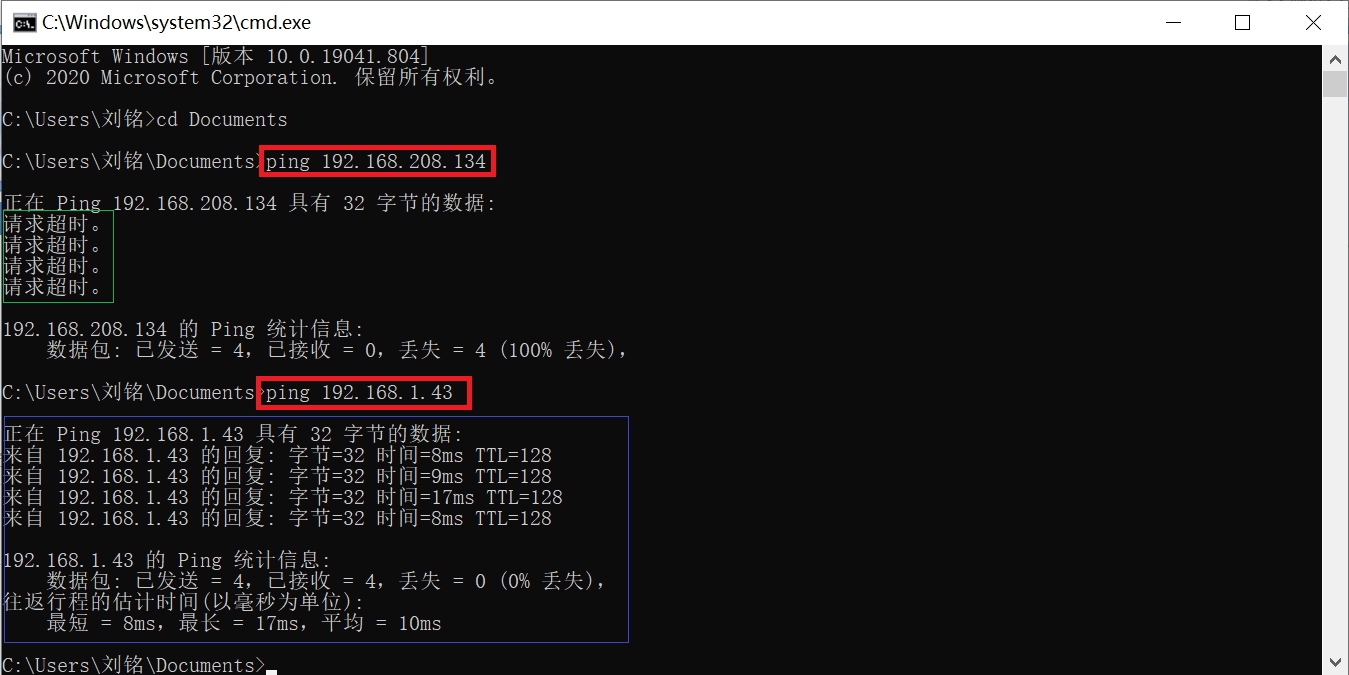 C:\Windows\system32\cmd.exe
Microsoft Windows [版本 10.0.19041.804]
(c) 2020 Microsoft Corporation. 保留所有权利。
C:\Users\刘铭>cd Documents
C:\Users\刘铭\Documents>ping 192.168.208.134
正在 Ping 192.168.208.134 具有 32 字节的数据:
请求超时。
请求超时。
请求超时。
请求超时。
192.168.208.134 的 Ping 统计信息:
数据包: 已发送 = 4，已接收 = 0，丢失 = 4 (100% 丢失)，
C:\Users\刘铭\Documents>ping 192.168.1.43
正在 Ping 192.168.1.43 具有 32 字节的数据:
来自 192.168.1.43 的回复: 字节=32 时间=8ms TTL=128
来自 192.168.1.43 的回复: 字节=32 时间=9ms TTL=128
来自 192.168.1.43 的回复: 字节=32 时间=17ms TTL=128
来自 192.168.1.43 的回复: 字节=32 时间=8ms TTL=128
192.168.1.43 的 Ping 统计信息:
数据包: 已发送 = 4，已接收 = 4，丢失 = 0 (0% 丢失)，
往返行程的估计时间(以毫秒为单位):
最短 = 8ms，最长 = 17ms，平均 = 10ms
C:\Users\刘铭\Documents>